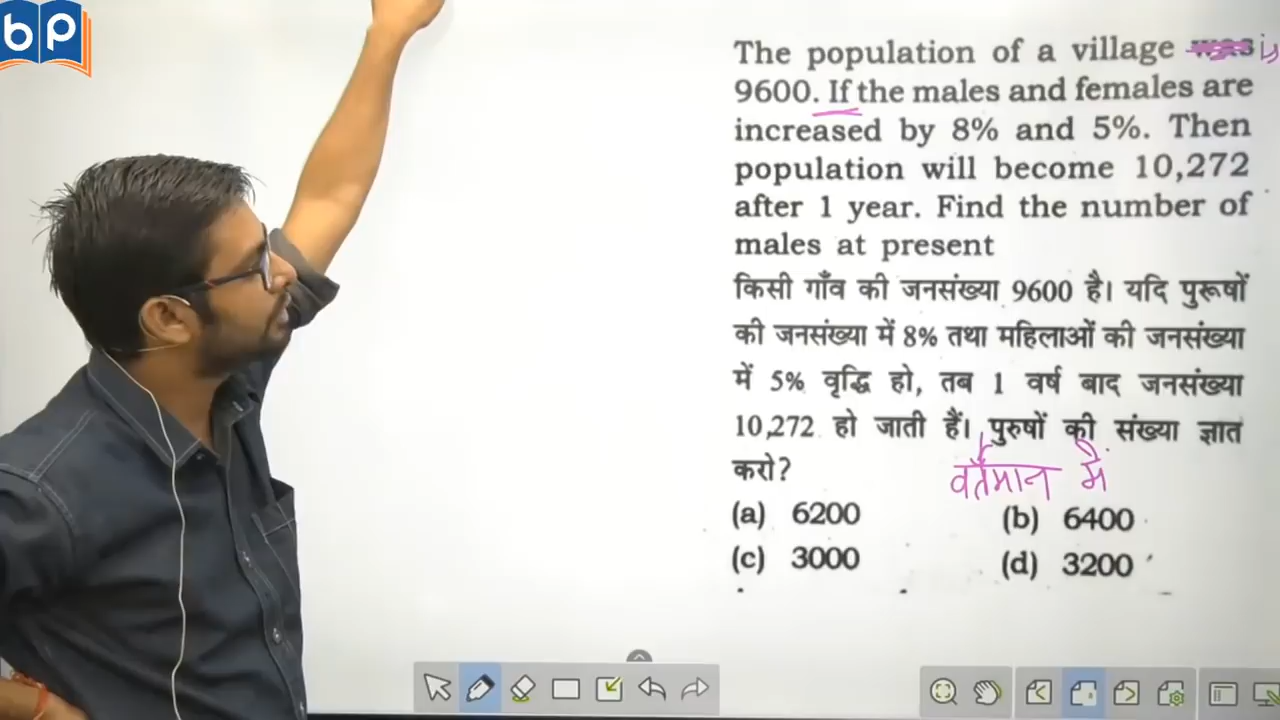 bp
The population of a village is
9600. If the males and females are
increased by 8% and 5%. Then
population will become 10,272
after 1 year. Find the number of
males at present
किसी गाँव की जनसंख्या 9600 है। यदि पुरूषों
की जनसंख्या में 8% तथा महिलाओं की जनसंख्या
में 5% वृद्धि हो, तब 1 वर्ष बाद जनसंख्या
10,272 हो जाती हैं। पुरुषों की संख्या ज्ञात
करो?
वर्तमान में
(a) 6200
(b) 6400
(c) 3000
(d) 3200